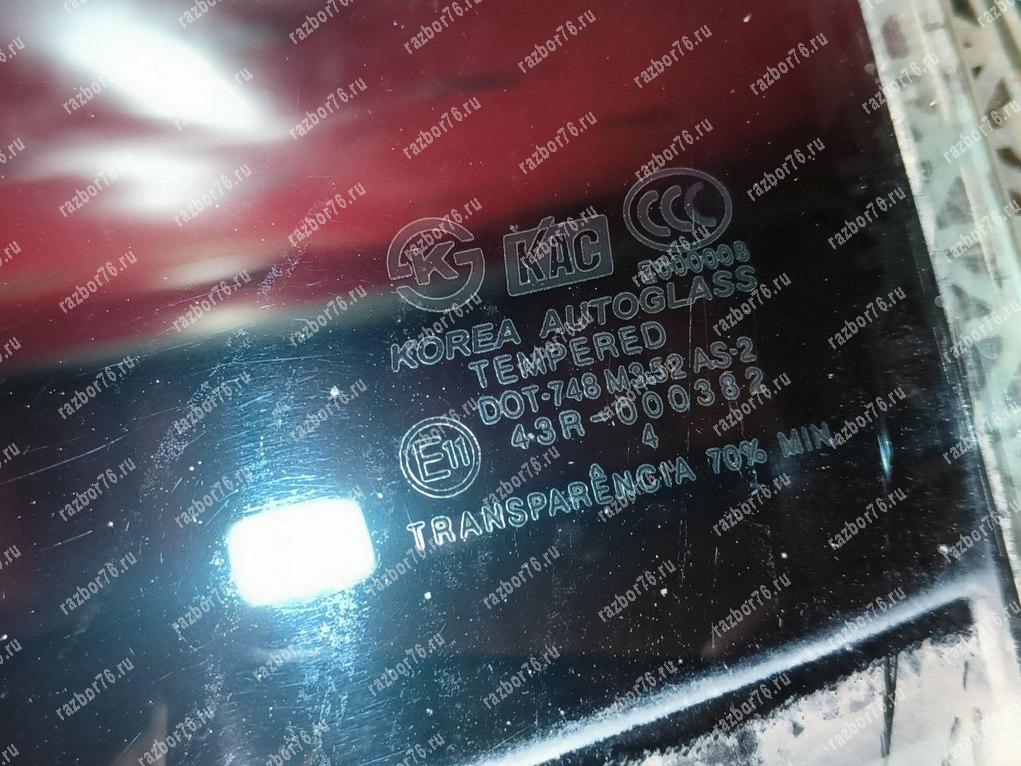 K KAC CCC
E000009
KOREA AUTOGLASS
TEMPERED
DOT-748 M352 AS-2
E11 43R-000382
4
TRANSPARÊNCIA 70% MIN.
razbor76.ru